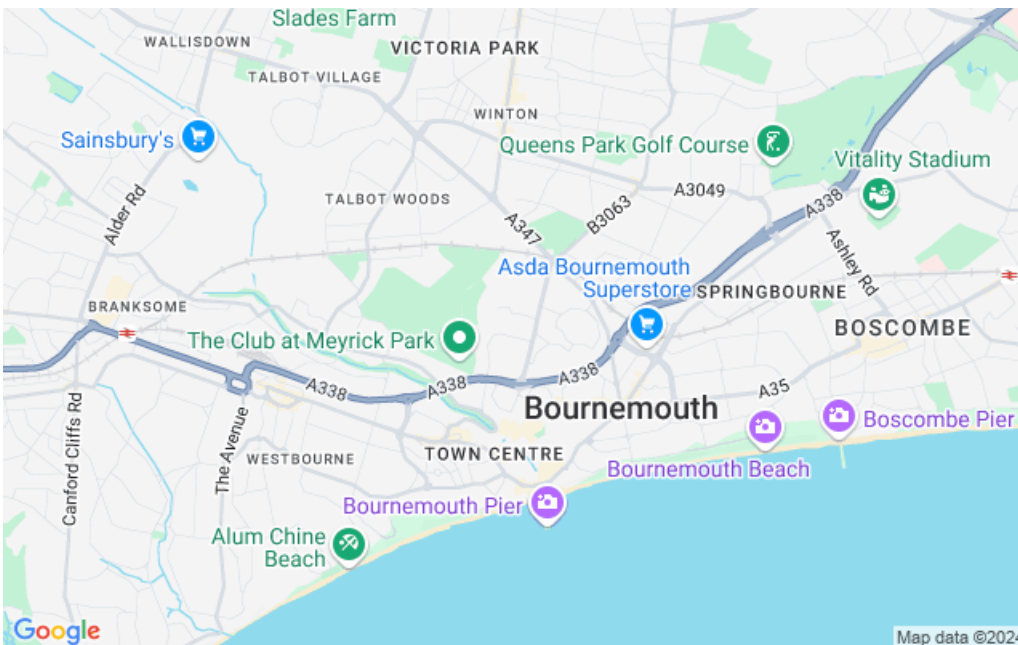 Slades Farm
WALLISDOWN
VICTORIA PARK
TALBOT VILLAGE
WINTON
Sainsbury's
Queens Park Golf Course
Vitality Stadium
A3049
TALBOT WOODS
Alder Rd
A338
B3063
A347
Ashley Rd
Asda Bournemouth
Superstore
SPRINGBOURNE
BRANKSOME
BOSCOMBE
The Club at Meyrick Park
A338
A338
A338
A35
Bournemouth
Boscombe Pier
Canford Cliffs Rd
The Avenue
WESTBOURNE
TOWN CENTRE
Bournemouth Beach
Bournemouth Pier
Alum Chine
Beach
Google
Map data ©2024